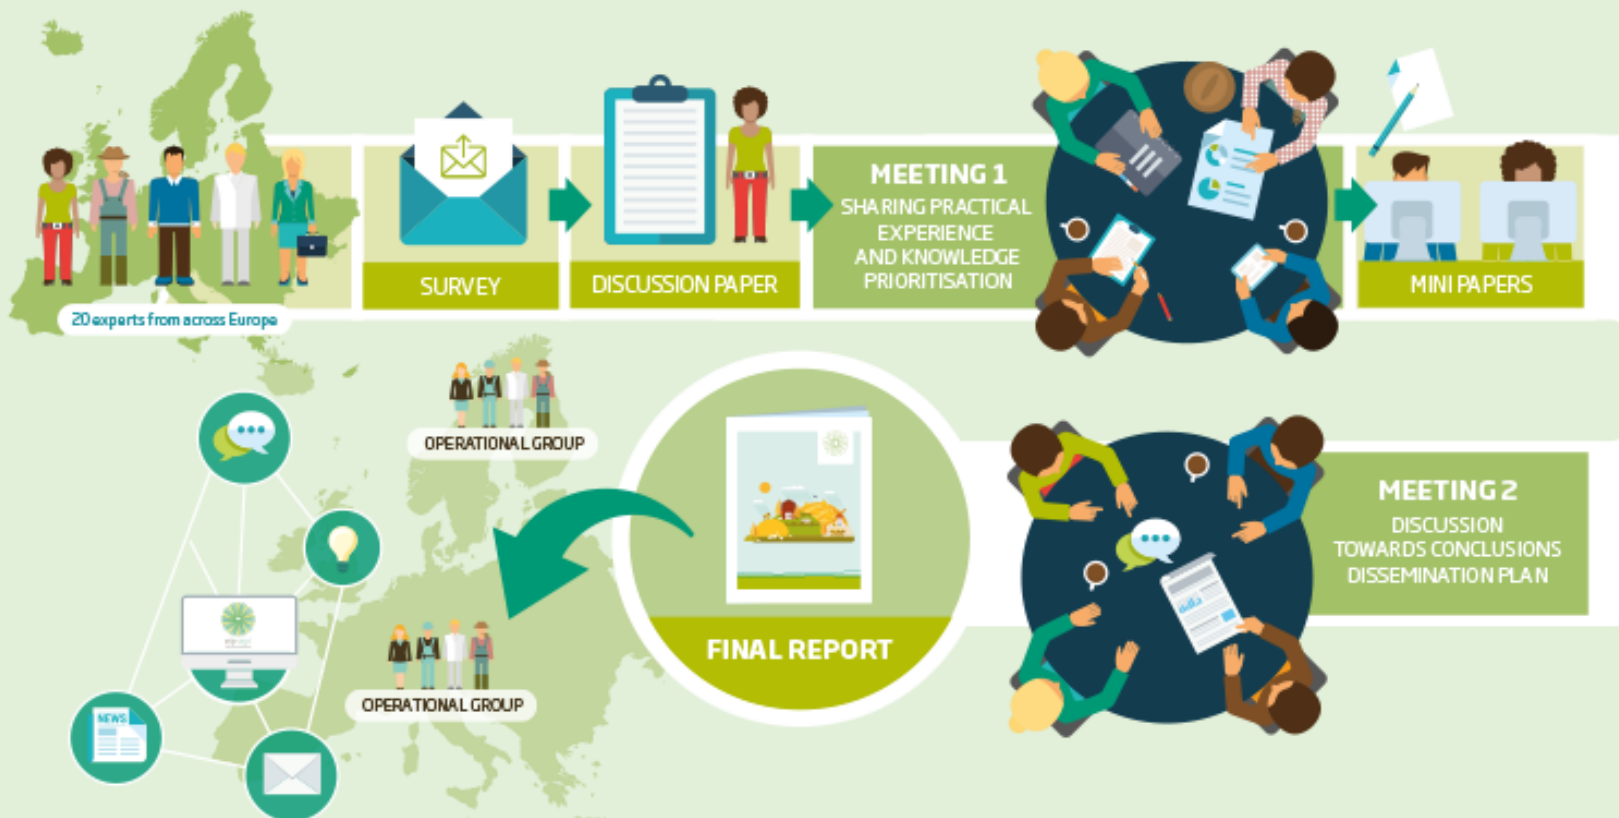 20 experts from across Europe
SURVEY
DISCUSSION PAPER
MEETING 1
SHARING PRACTICAL
EXPERIENCE
AND KNOWLEDGE
PRIORITISATION
MINI PAPERS
MEETING 2
DISCUSSION
TOWARDS CONCLUSIONS
DISSEMINATION PLAN
FINAL REPORT
OPERATIONAL GROUP
OPERATIONAL GROUP
NEWS